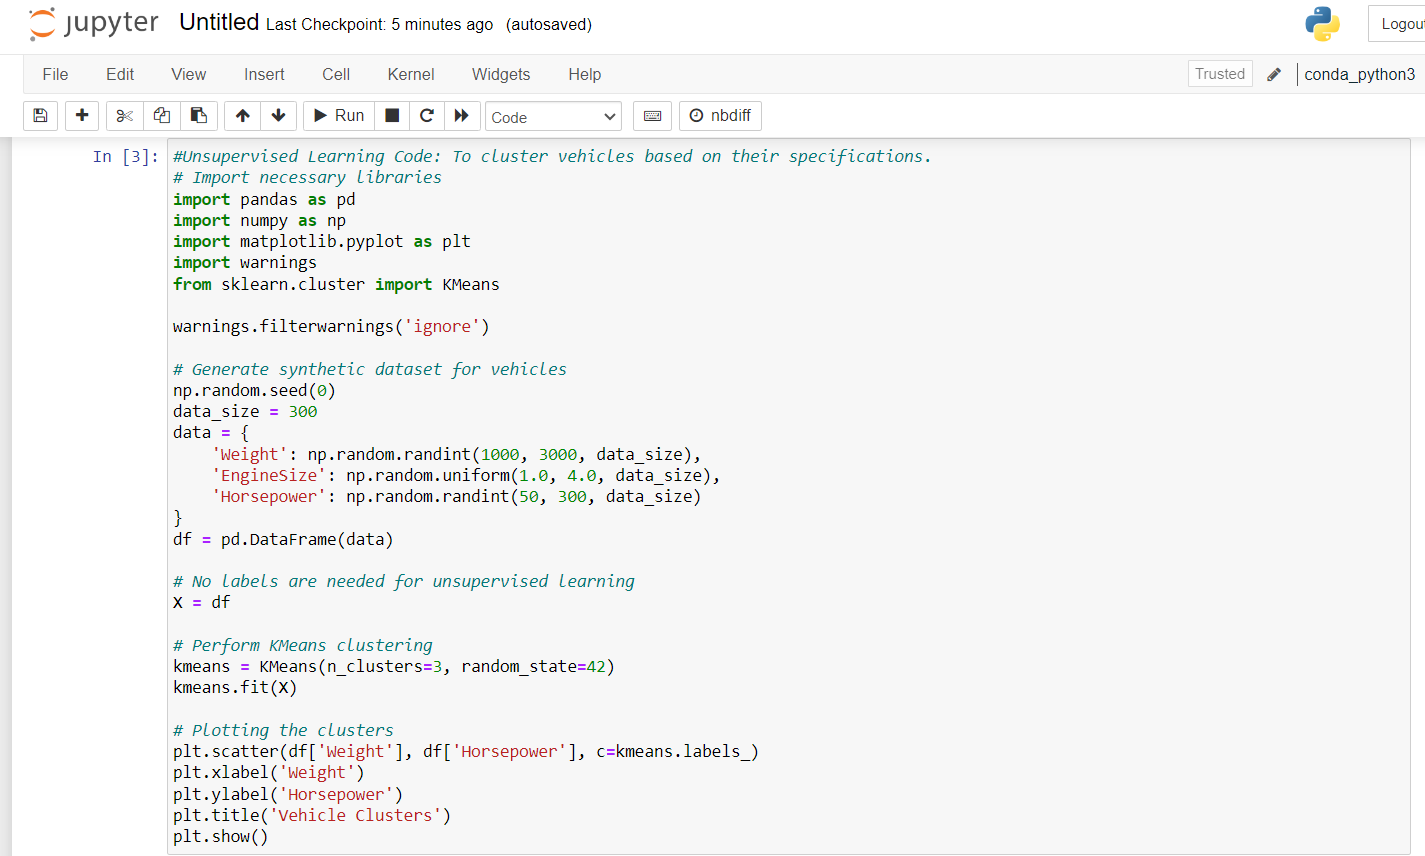 jupyter Untitled Last Checkpoint: 5 minutes ago (autosaved)
File Edit View Insert Cell Kernel Widgets Help Trusted conda_python3
Run Code nbdiff
In [3]: #Unsupervised Learning Code: To cluster vehicles based on their specifications.
# Import necessary libraries
import pandas as pd
import numpy as np
import matplotlib.pyplot as plt
import warnings
from sklearn.cluster import KMeans

warnings.filterwarnings('ignore')

# Generate synthetic dataset for vehicles
np.random.seed(0)
data_size = 300
data = {
    'Weight': np.random.randint(1000, 3000, data_size),
    'EngineSize': np.random.uniform(1.0, 4.0, data_size),
    'Horsepower': np.random.randint(50, 300, data_size)
}
df = pd.DataFrame(data)

# No labels are needed for unsupervised learning
X = df

# Perform KMeans clustering
kmeans = KMeans(n_clusters=3, random_state=42)
kmeans.fit(X)

# Plotting the clusters
plt.scatter(df['Weight'], df['Horsepower'], c=kmeans.labels_)
plt.xlabel('Weight')
plt.ylabel('Horsepower')
plt.title('Vehicle Clusters')
plt.show()